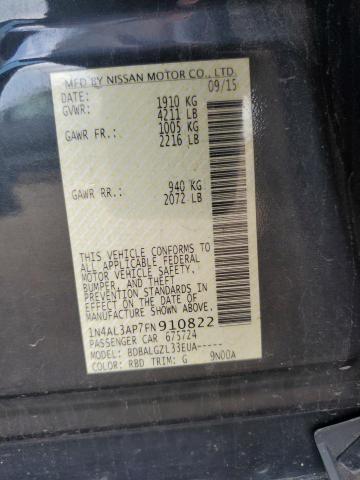 MFD BY NISSAN MOTOR CO., LTD.
DATE: 09/15
GVWR: 1910 KG
4211 LB
GAWR FR.: 1005 KG
2216 LB
GAWR RR.: 940 KG
2072 LB
THIS VEHICLE CONFORMS TO
ALL APPLICABLE FEDERAL
MOTOR VEHICLE SAFETY,
BUMPER, AND THEFT
PREVENTION STANDARDS IN
EFFECT ON THE DATE OF
MANUFACTURE SHOWN ABOVE.
1N4AL3AP7FN910822
PASSENGER CAR 675724
MODEL: BDBALGZL33EUA-----
COLOR: RBD TRIM: G 9N00A